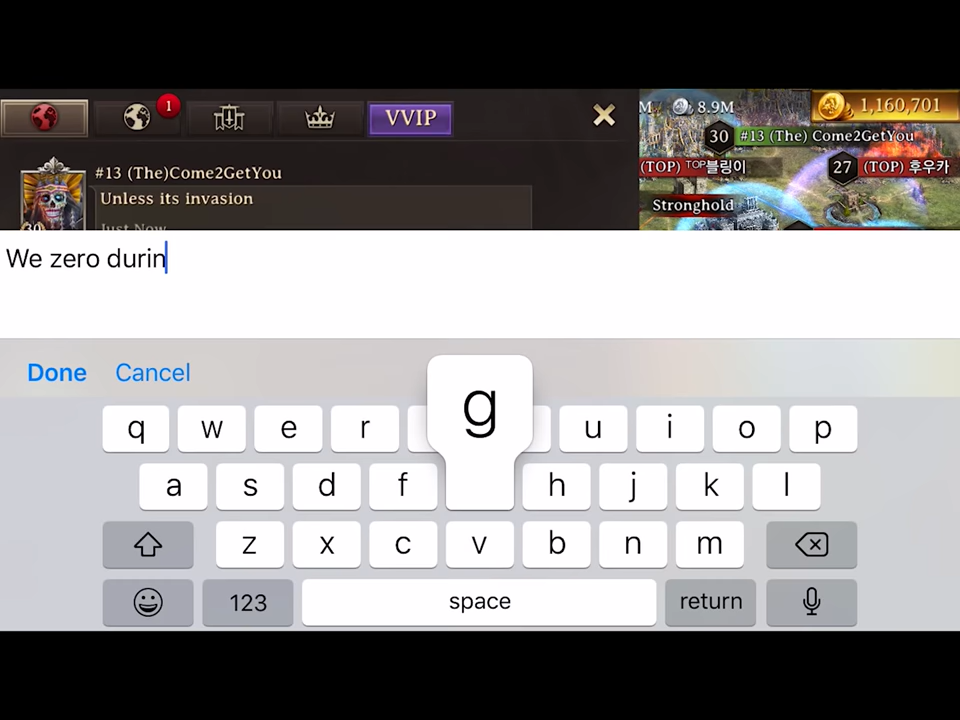 1
VVIP
#13 (The)Come2GetYou
Unless its invasion
Just Now
30
M 8.9M
1,160,701
30 #13 (The) Come2GetYou
(TOP) TOP블링이
27 (TOP) 후우카
Stronghold
We zero durin
Done Cancel
g
q w e r u i o p
a s d f h j k l
z x c v b n m
123 space return